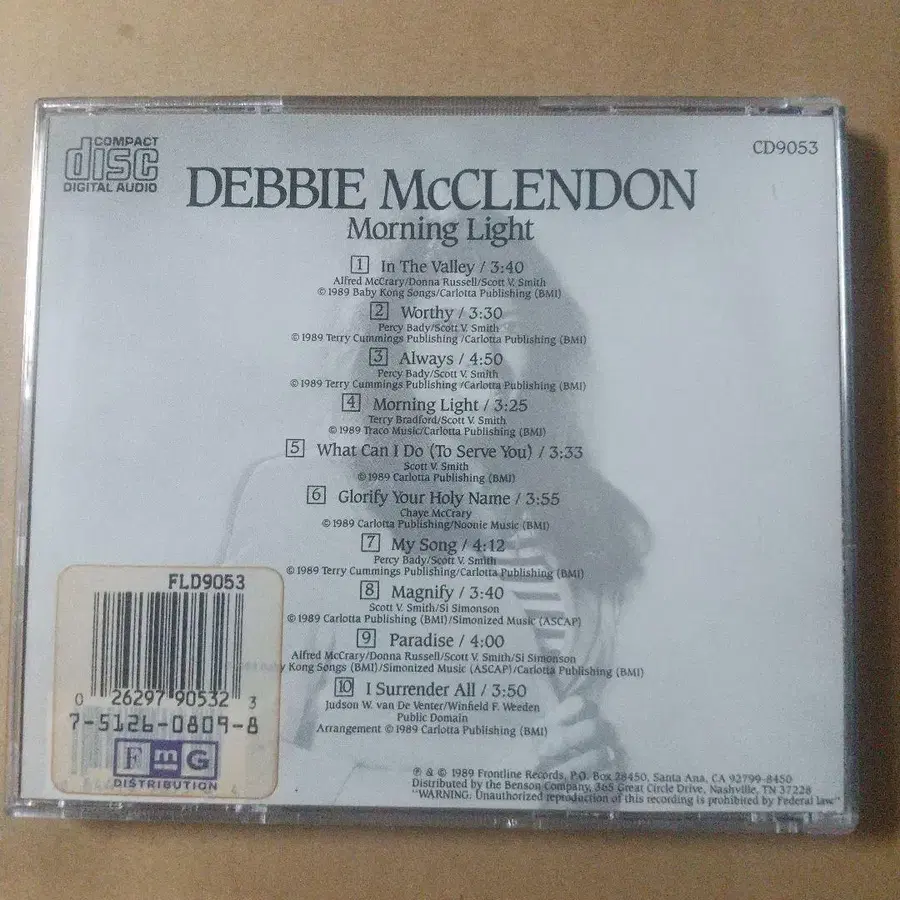 COMPACT
disc
DIGITAL AUDIO
CD9053
DEBBIE McCLENDON
Morning Light
1 In The Valley / 3:40
Alfred McCrary/Donna Russell/Scott V. Smith
© 1989 Baby Kong Songs/Carlotta Publishing (BMI)
2 Worthy / 3:30
Percy Bady/Scott V. Smith
© 1989 Terry Cummings Publishing /Carlotta Publishing (BMI)
3 Always / 4:50
Percy Bady/Scott V. Smith
© 1989 Terry Cummings Publishing /Carlotta Publishing (BMI)
4 Morning Light / 3:25
Terry Bradford/Scott V. Smith
© 1989 Traco Music/Carlotta Publishing (BMI)
5 What Can I Do (To Serve You) / 3:33
Scott V. Smith
© 1989 Carlotta Publishing (BMI)
6 Glorify Your Holy Name / 3:55
Chaye McCrary
© 1989 Carlotta Publishing/Noonie Music (BMI)
7 My Song / 4:12
Percy Bady/Scott V. Smith
© 1989 Terry Cummings Publishing/Carlotta Publishing (BMI)
8 Magnify / 3:40
Scott V. Smith/Si Simonson
© 1989 Carlotta Publishing (BMI)/Simonized Music (ASCAP)
9 Paradise / 4:00
Alfred McCrary/Donna Russell/Scott V. Smith/Si Simonson
Kong Songs (BMI)/Simonized Music (ASCAP)/Carlotta Publishing (BMI)
10 I Surrender All / 3:50
Judson W. van De Venter/Winfield F. Weeden
Public Domain
Arrangement © 1989 Carlotta Publishing (BMI)
FLD9053
0 26297 90532 3
7-5126-0809-8
FmG
DISTRIBUTION
℗ & © 1989 Frontline Records, P.O. Box 28450, Santa Ana, CA 92799-8450
Distributed by the Benson Company, 365 Great Circle Drive, Nashville, TN 37228
"WARNING: Unauthorized reproduction of this recording is prohibited by Federal law"